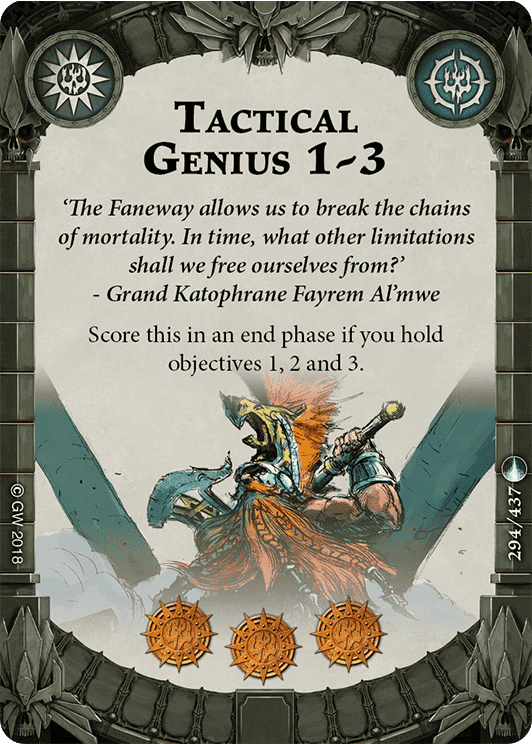 Tactical
Genius 1-3
‘The Faneway allows us to break the chains
of mortality. In time, what other limitations
shall we free ourselves from?’
- Grand Katophrane Fayrem Al’mwe
Score this in an end phase if you hold
objectives 1, 2 and 3.
© GW 2018
294/437